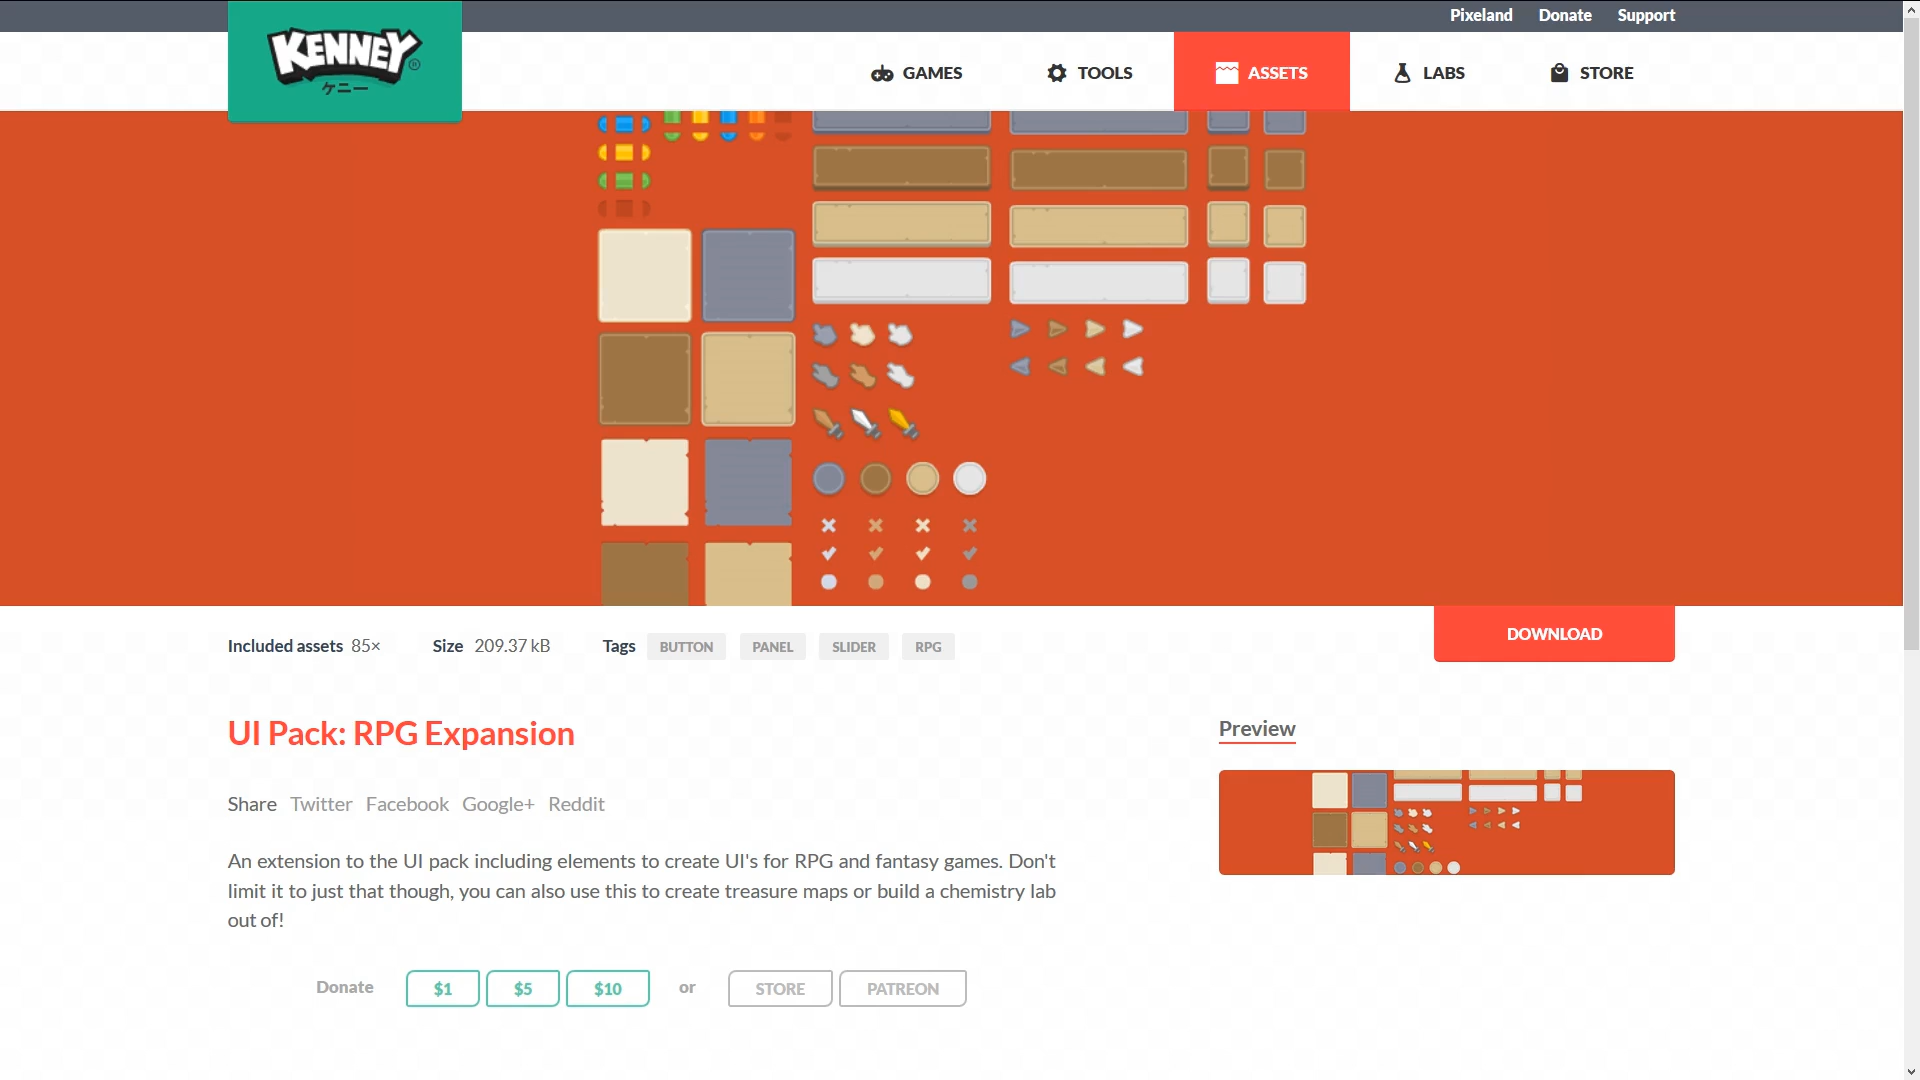 Pixeland Donate Support
KENNEY®
ケニー
GAMES TOOLS ASSETS LABS STORE
Included assets 85× Size 209.37 kB Tags BUTTON PANEL SLIDER RPG
DOWNLOAD
UI Pack: RPG Expansion
Preview
Share Twitter Facebook Google+ Reddit
An extension to the UI pack including elements to create UI's for RPG and fantasy games. Don't
limit it to just that though, you can also use this to create treasure maps or build a chemistry lab
out of!
Donate $1 $5 $10 or STORE PATREON